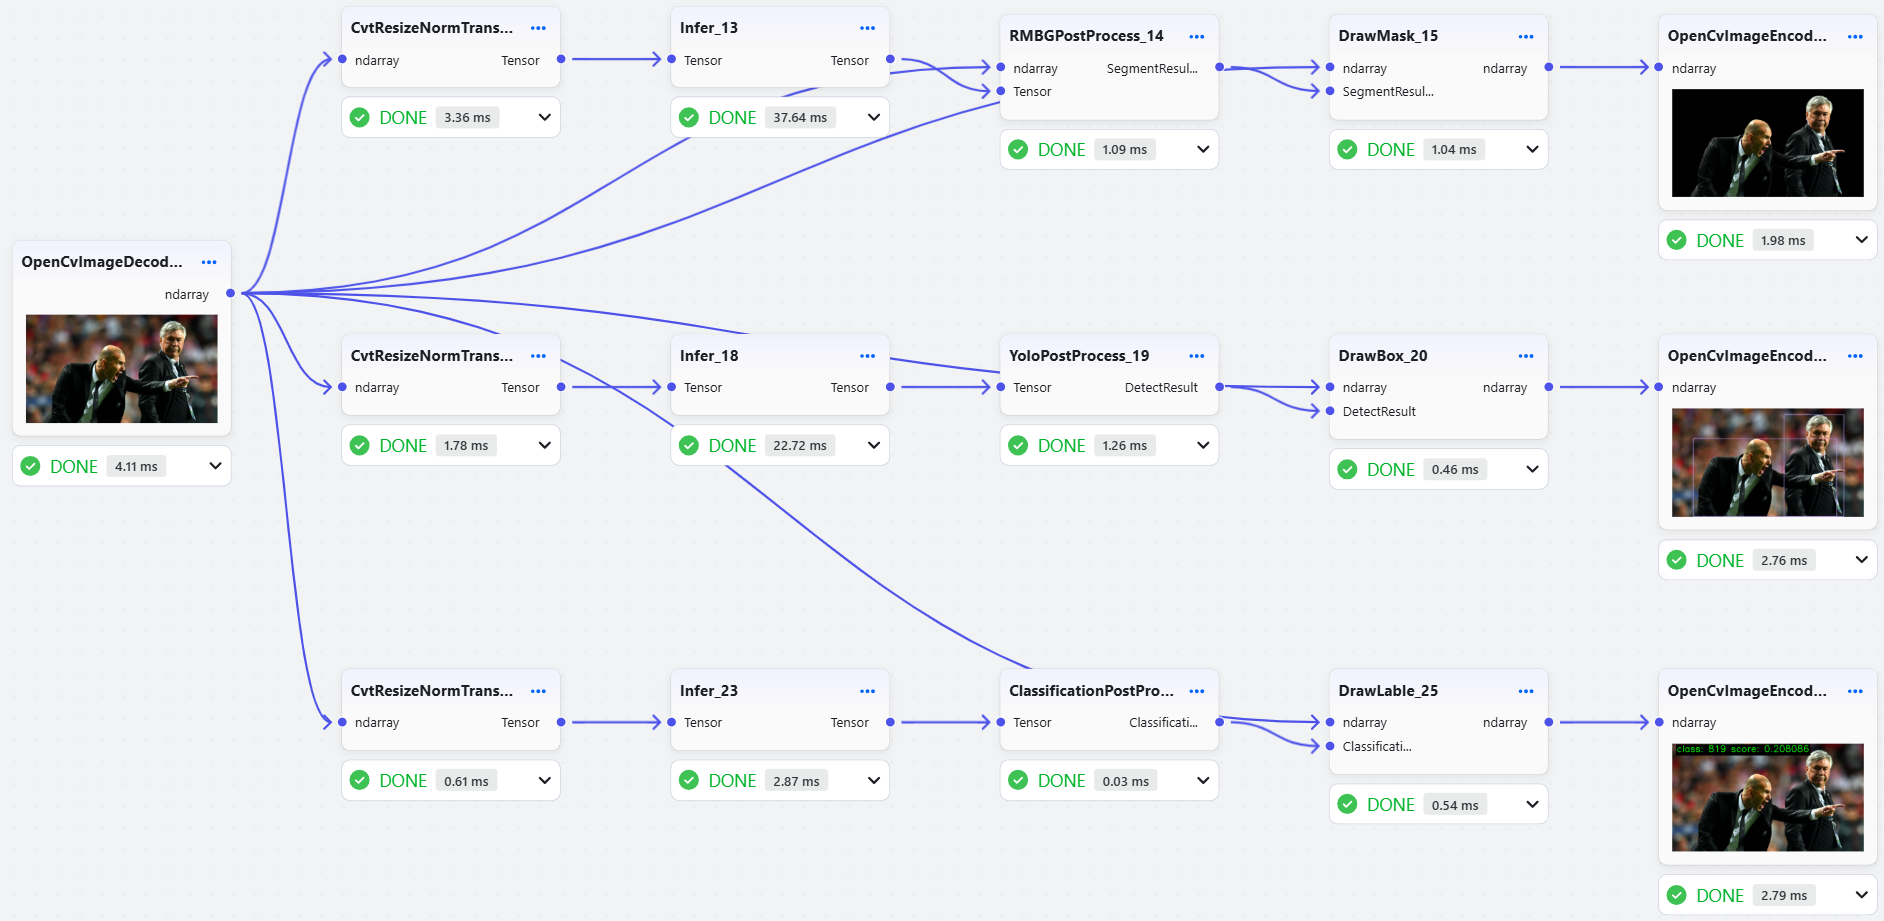 OpenCvImageDecod... •••
ndarray
DONE 4.11 ms
CvtResizeNormTrans... •••
ndarray Tensor
DONE 3.36 ms
Infer_13 •••
Tensor Tensor
DONE 37.64 ms
RMBGPostProcess_14 •••
ndarray SegmentResul...
Tensor
DONE 1.09 ms
DrawMask_15 •••
ndarray ndarray
SegmentResul...
DONE 1.04 ms
OpenCvImageEncod... •••
ndarray
DONE 1.98 ms
CvtResizeNormTrans... •••
ndarray Tensor
DONE 1.78 ms
Infer_18 •••
Tensor Tensor
DONE 22.72 ms
YoloPostProcess_19 •••
Tensor DetectResult
DONE 1.26 ms
DrawBox_20 •••
ndarray ndarray
DetectResult
DONE 0.46 ms
OpenCvImageEncod... •••
ndarray
DONE 2.76 ms
CvtResizeNormTrans... •••
ndarray Tensor
DONE 0.61 ms
Infer_23 •••
Tensor Tensor
DONE 2.87 ms
ClassificationPostPro... •••
Tensor Classificati...
DONE 0.03 ms
DrawLable_25 •••
ndarray ndarray
Classificati...
DONE 0.54 ms
OpenCvImageEncod... •••
ndarray
class: 819 score: 0.208086
DONE 2.79 ms